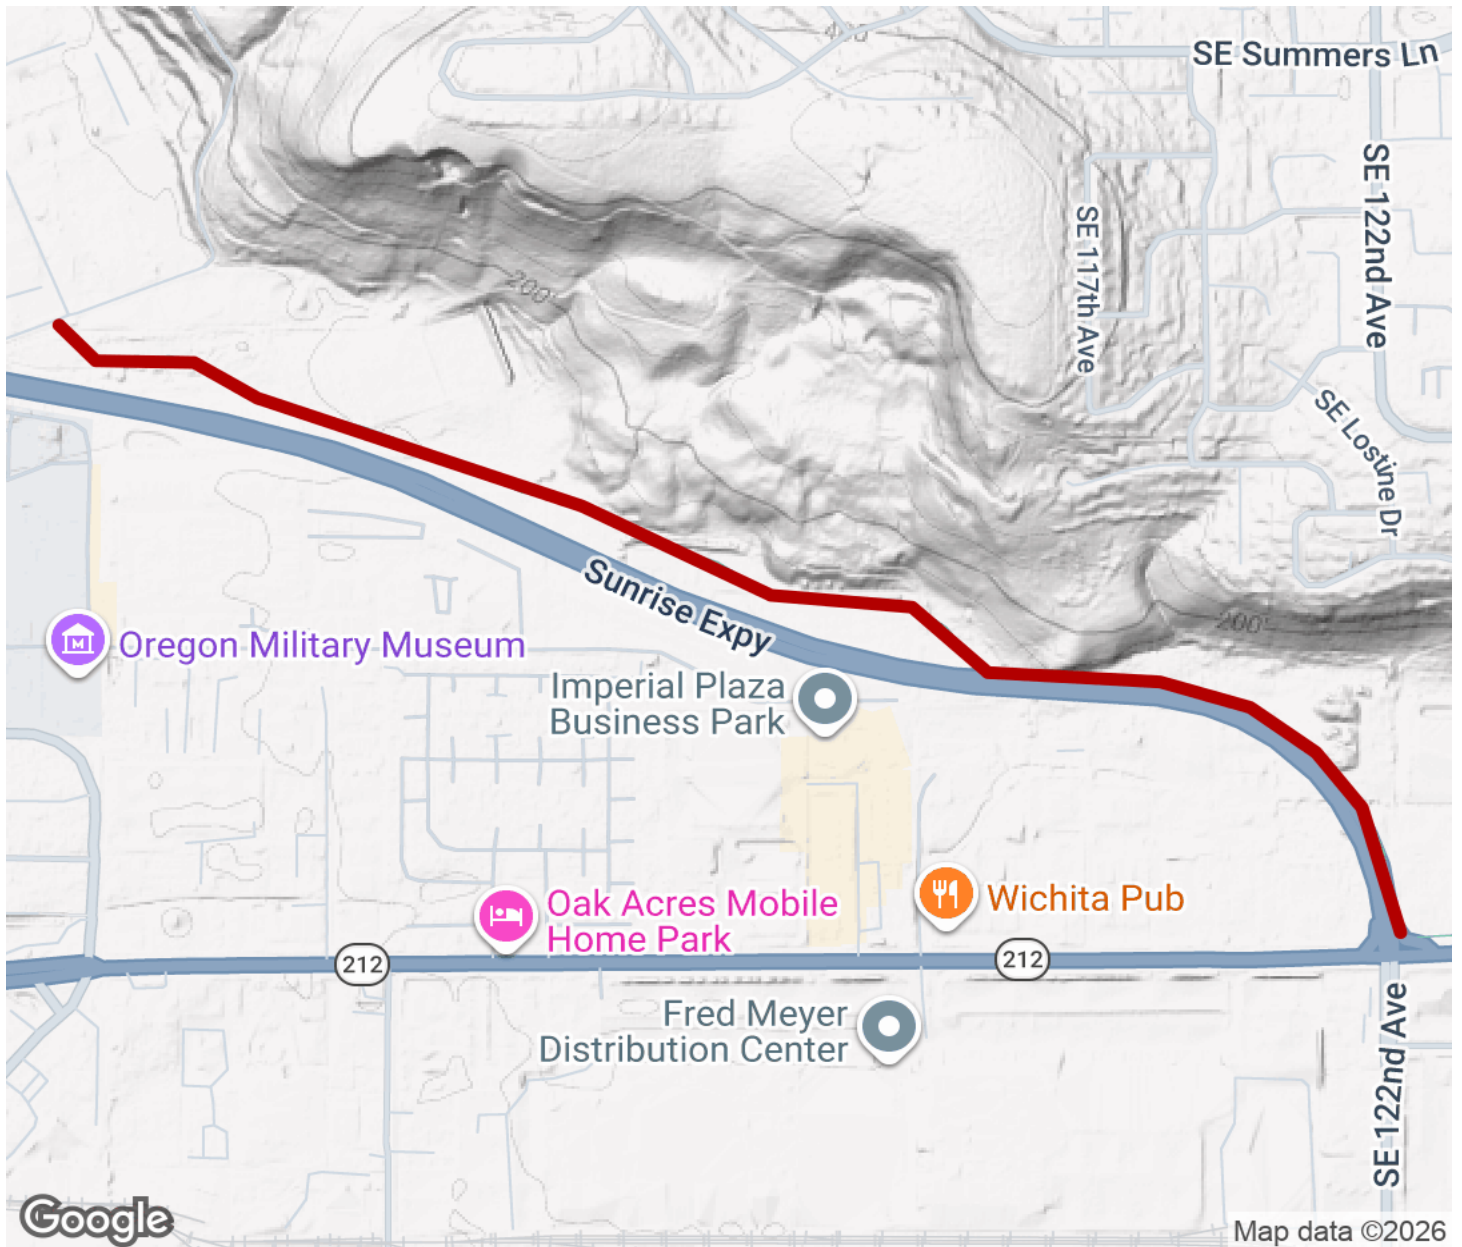 400'
SE Summers Ln
SE 122nd Ave
SE 117th Ave
200'
SE Lostine Dr
Sunrise Expy
200'
Oregon Military Museum
Imperial Plaza
Business Park
Oak Acres Mobile
Home Park
Wichita Pub
212
212
Fred Meyer
Distribution Center
SE 122nd Ave
Google
Map data ©2026